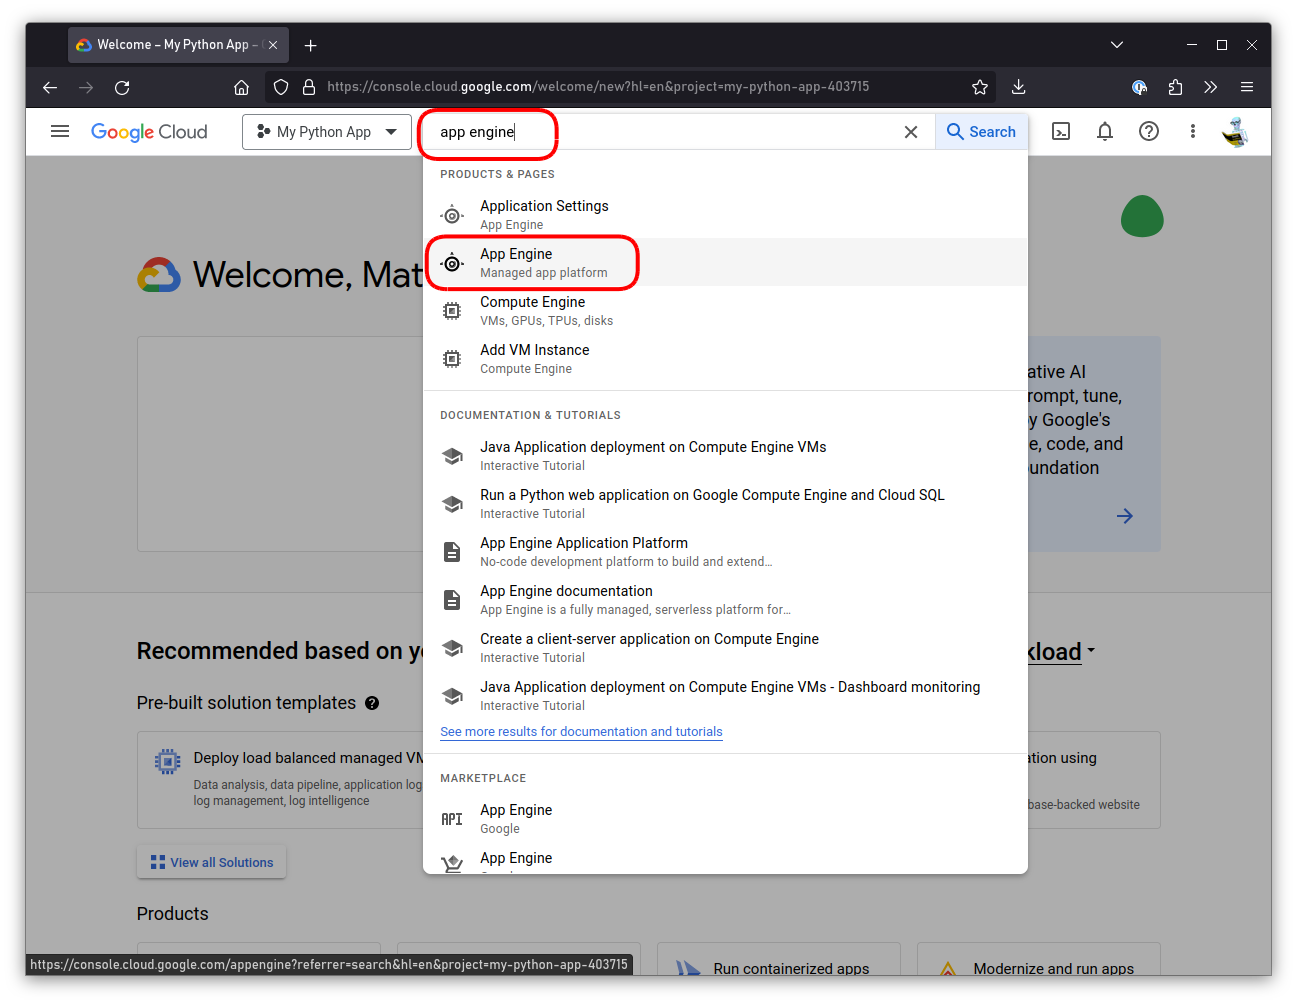 Welcome – My Python App –
https://console.cloud.google.com/welcome/new?hl=en&project=my-python-app-403715
Google Cloud
My Python App
app engine
Search
PRODUCTS & PAGES
Application Settings
App Engine
App Engine
Managed app platform
Compute Engine
VMs, GPUs, TPUs, disks
Add VM Instance
Compute Engine
Welcome, Mat
ative AI
rompt, tune,
y Google's
e, code, and
undation
DOCUMENTATION & TUTORIALS
Java Application deployment on Compute Engine VMs
Interactive Tutorial
Run a Python web application on Google Compute Engine and Cloud SQL
Interactive Tutorial
App Engine Application Platform
No-code development platform to build and extend…
App Engine documentation
App Engine is a fully managed, serverless platform for…
Create a client-server application on Compute Engine
Interactive Tutorial
Java Application deployment on Compute Engine VMs - Dashboard monitoring
Interactive Tutorial
See more results for documentation and tutorials
MARKETPLACE
API
App Engine
Google
App Engine
Recommended based on yo
kload
Pre-built solution templates
Deploy load balanced managed VM
Data analysis, data pipeline, application log
log management, log intelligence
ation using
base-backed website
View all Solutions
Products
Run containerized apps
Modernize and run apps
https://console.cloud.google.com/appengine?referrer=search&hl=en&project=my-python-app-403715